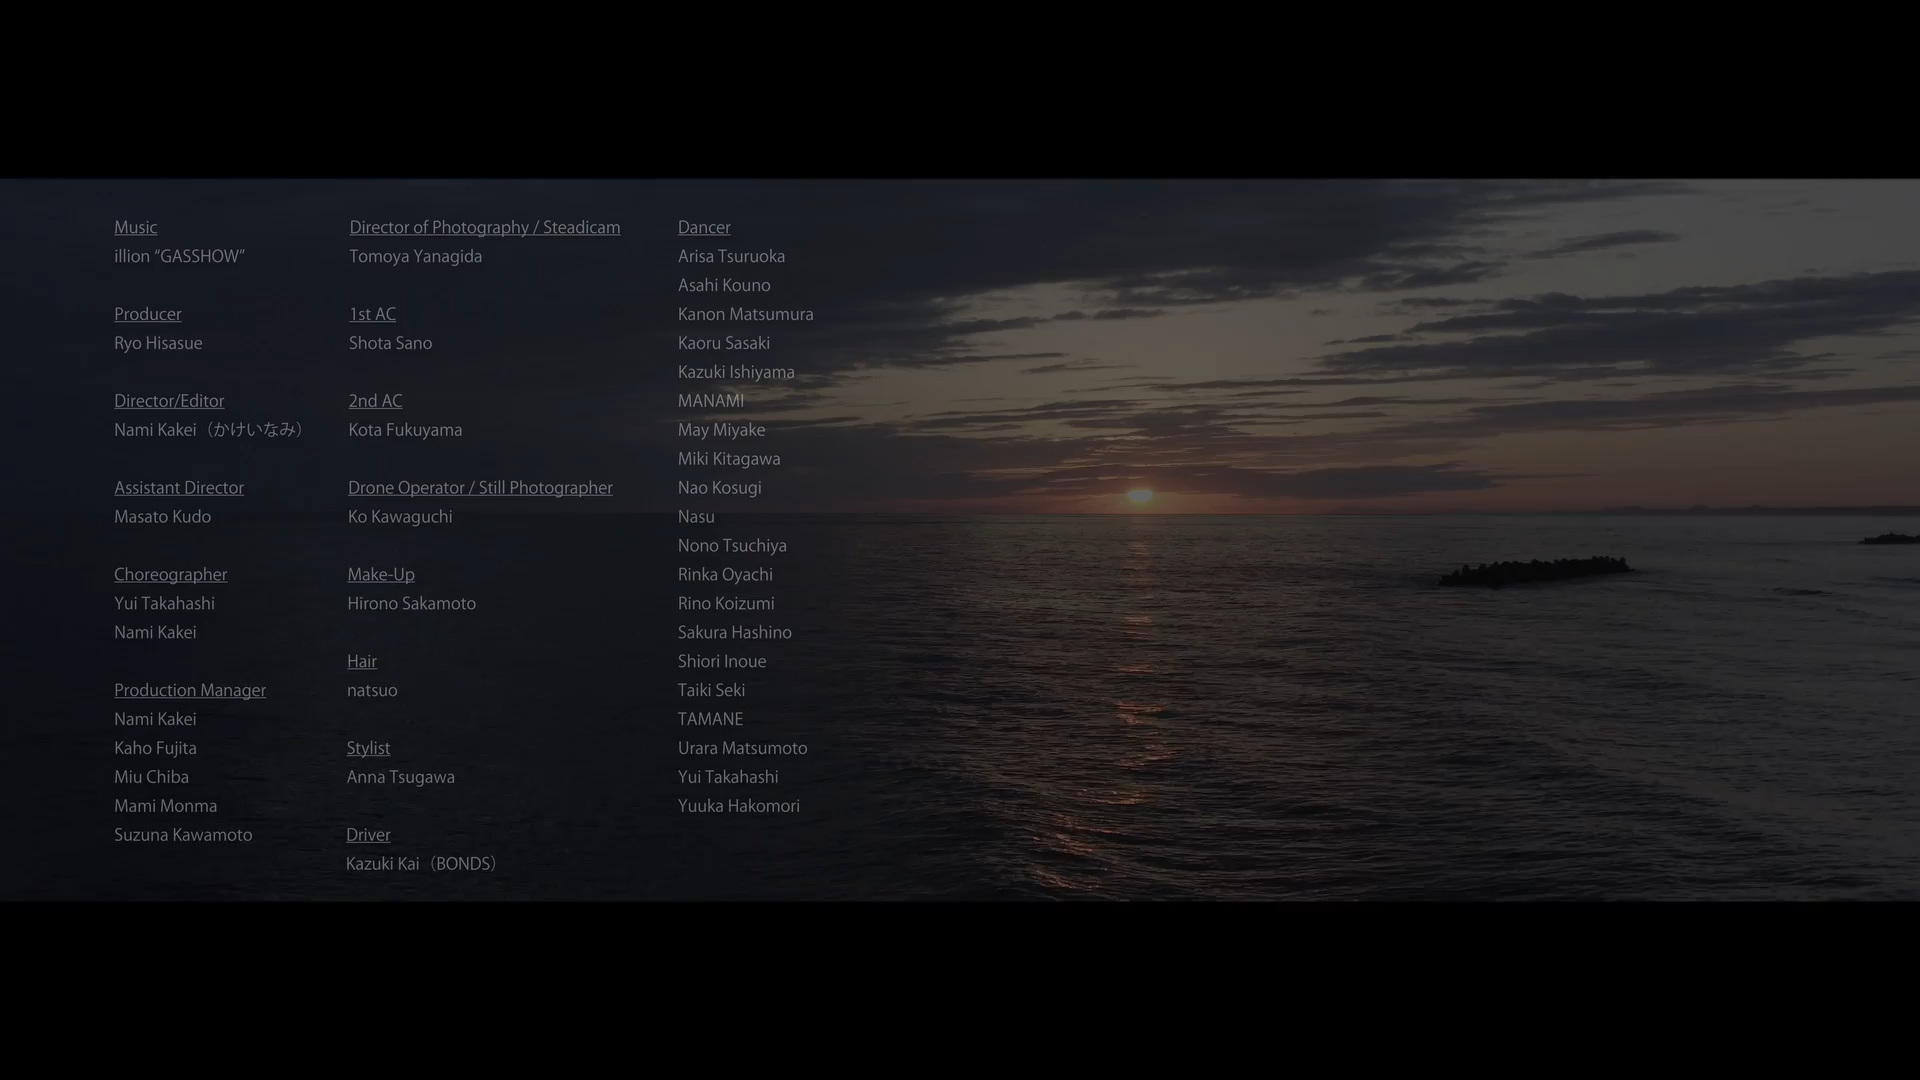 Music
illion “GASSHOW”
Producer
Ryo Hisasue
Director/Editor
Nami Kakei（かけいなみ）
Assistant Director
Masato Kudo
Choreographer
Yui Takahashi
Nami Kakei
Production Manager
Nami Kakei
Kaho Fujita
Miu Chiba
Mami Monma
Suzuna Kawamoto
Director of Photography / Steadicam
Tomoya Yanagida
1st AC
Shota Sano
2nd AC
Kota Fukuyama
Drone Operator / Still Photographer
Ko Kawaguchi
Make-Up
Hirono Sakamoto
Hair
natsuo
Stylist
Anna Tsugawa
Driver
Kazuki Kai（BONDS）
Dancer
Arisa Tsuruoka
Asahi Kouno
Kanon Matsumura
Kaoru Sasaki
Kazuki Ishiyama
MANAMI
May Miyake
Miki Kitagawa
Nao Kosugi
Nasu
Nono Tsuchiya
Rinka Oyachi
Rino Koizumi
Sakura Hashino
Shiori Inoue
Taiki Seki
TAMANE
Urara Matsumoto
Yui Takahashi
Yuuka Hakomori